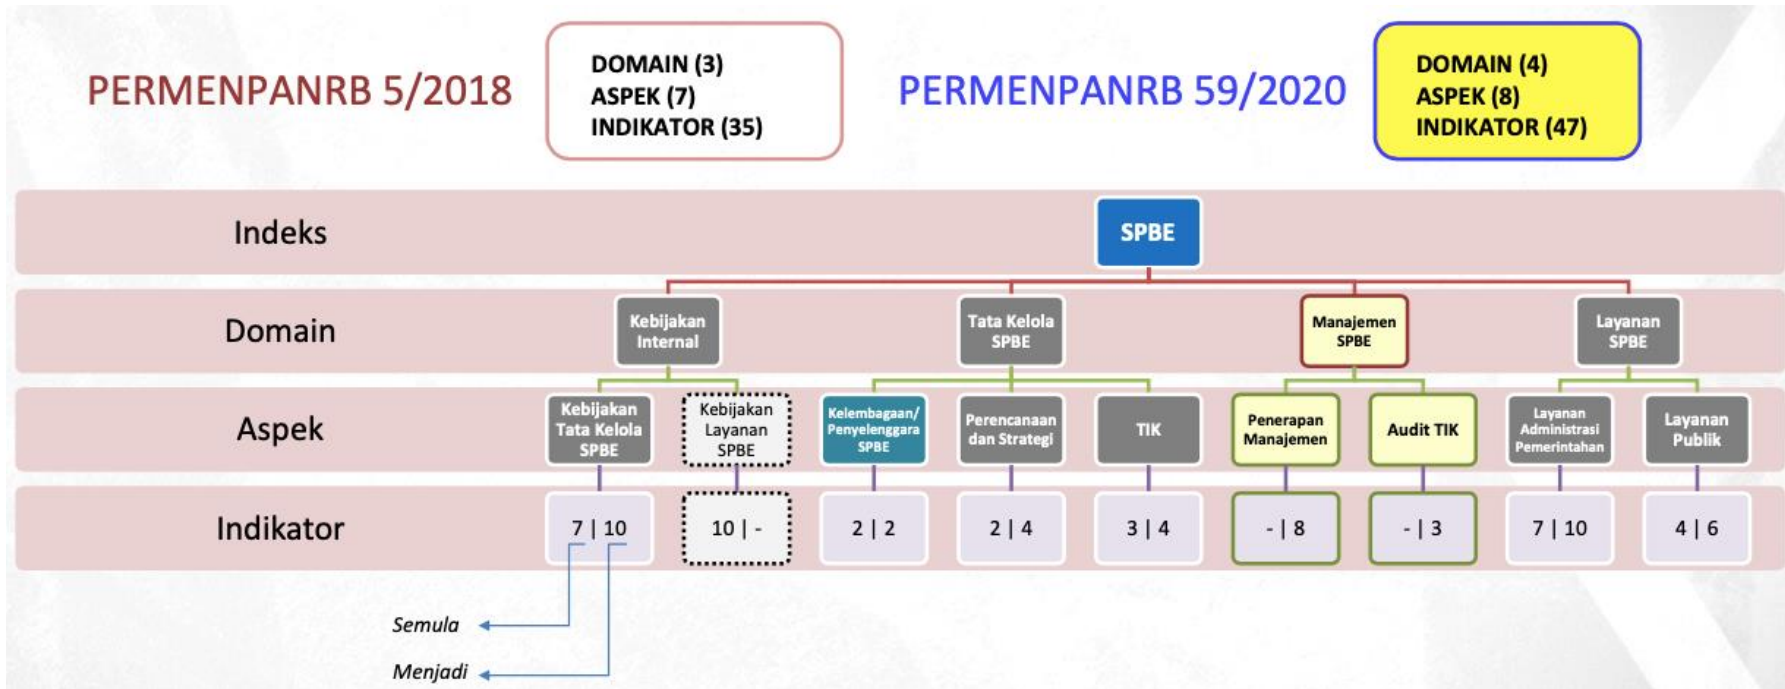 PERMENPANRB 5/2018
DOMAIN (3)
ASPEK (7)
INDIKATOR (35)
PERMENPANRB 59/2020
DOMAIN (4)
ASPEK (8)
INDIKATOR (47)
Indeks
SPBE
Domain
Kebijakan
Internal
Tata Kelola
SPBE
Manajemen
SPBE
Layanan
SPBE
Aspek
Kebijakan
Tata Kelola
SPBE
Kebijakan
Layanan
SPBE
Kelembagaan/
Penyelenggara
SPBE
Perencanaan
dan Strategi
TIK
Penerapan
Manajemen
Audit TIK
Layanan
Administrasi
Pemerintahan
Layanan
Publik
Indikator
7 | 10
10 | -
2 | 2
2 | 4
3 | 4
- | 8
- | 3
7 | 10
4 | 6
Semula
Menjadi